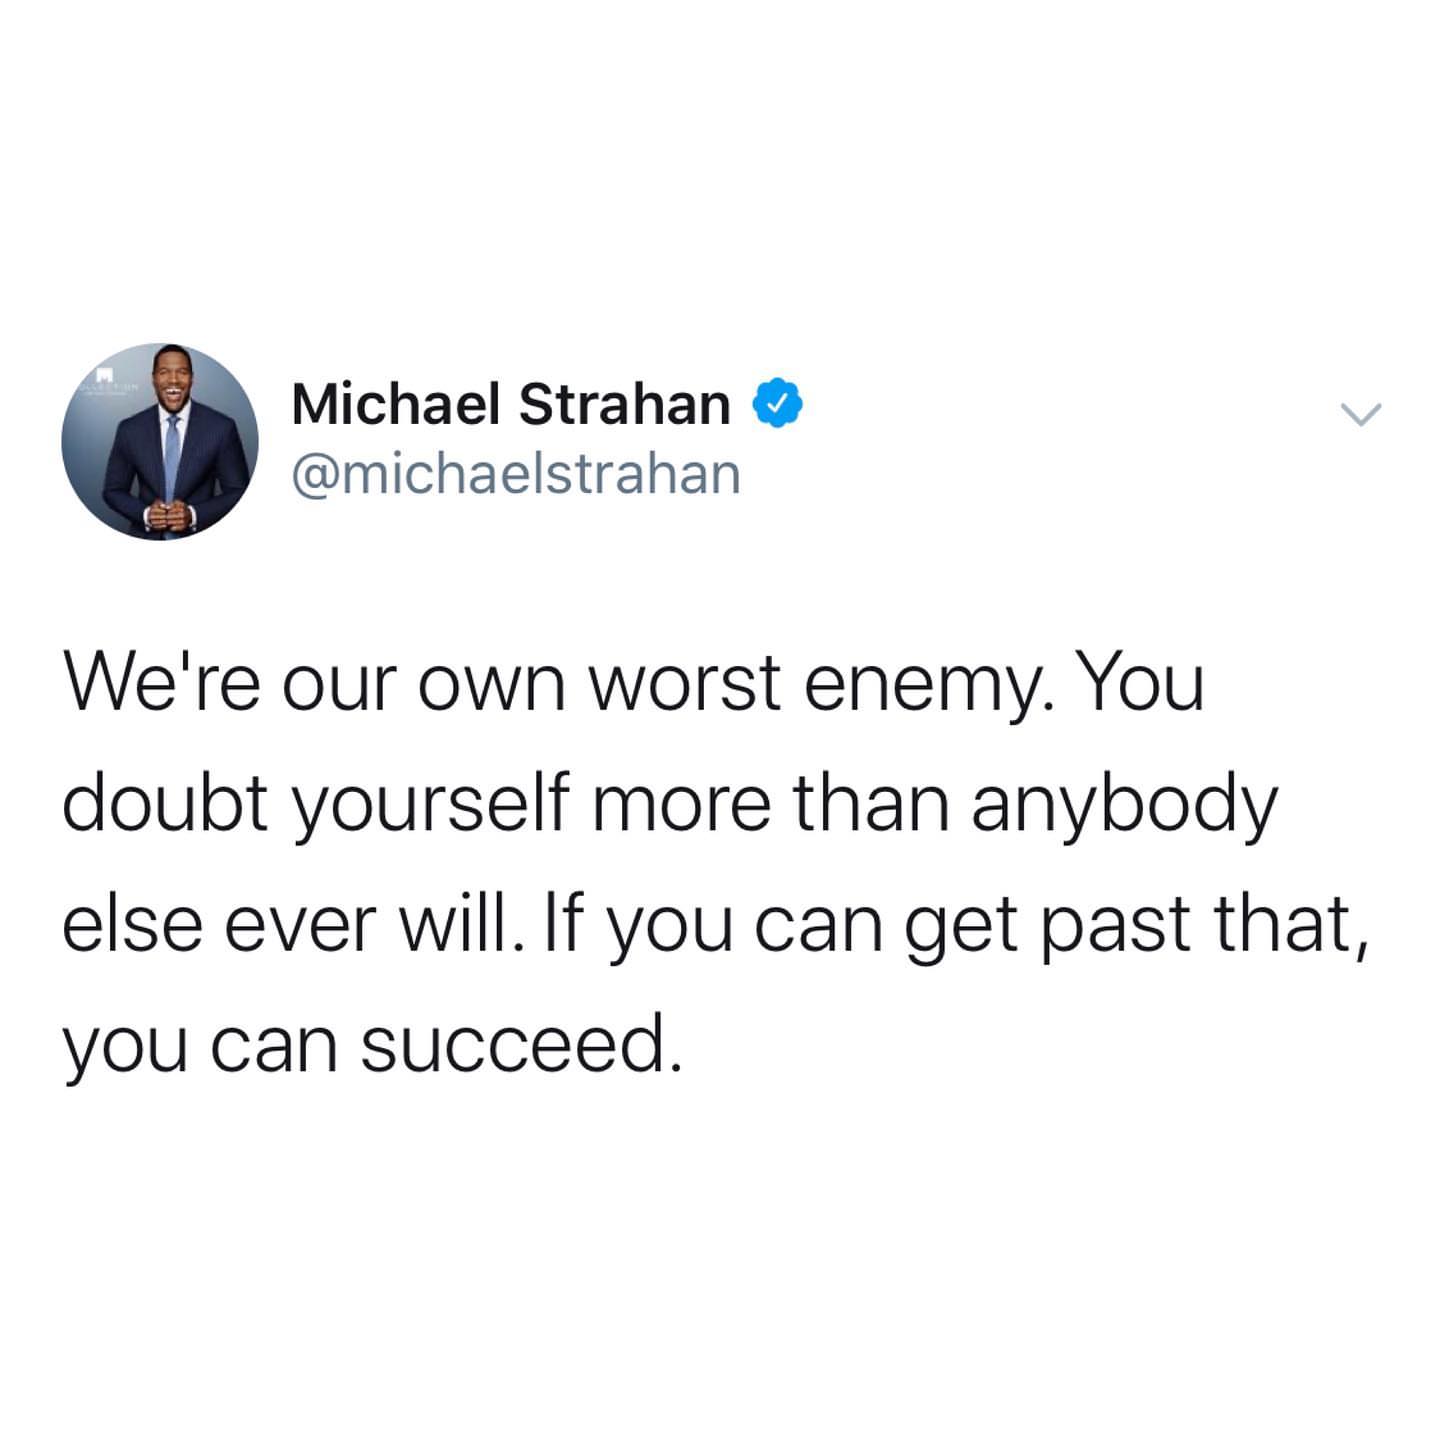 Michael Strahan
@michaelstrahan
We're our own worst enemy. You
doubt yourself more than anybody
else ever will. If you can get past that,
you can succeed.